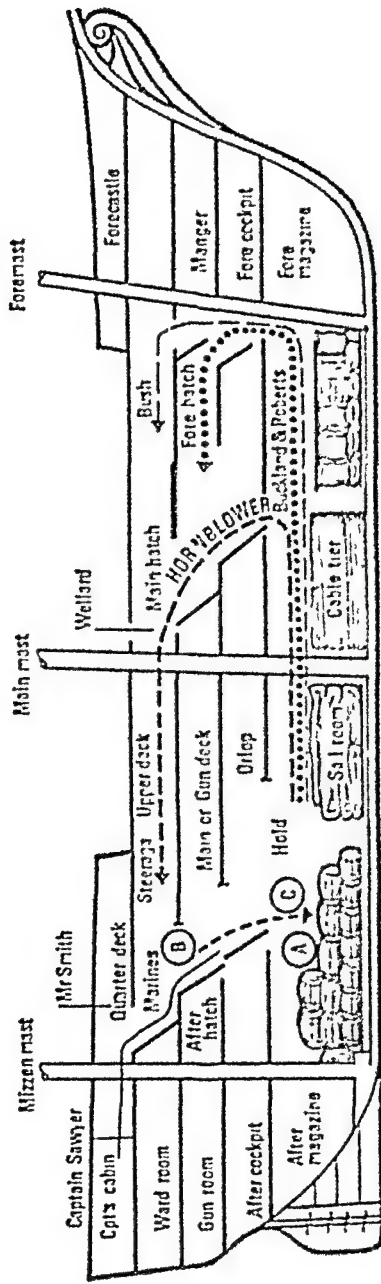 Mizzen mast
Main mast
Foremast
Captain Sawyer
Mr Smith
Wellard
Cpt's cabin
Quarter deck
Forecastle
Ward room
Marines
Steerage
Upper deck
Main hatch
Bush
Gun room
After hatch
Main or Gun deck
HORNBLOWER
Fore hatch
Manger
After cockpit
Orlop
Buckland & Roberts
Fore cockpit
After magazine
Hold
Fore magazine
A
B
C
Sail room
Cable tier